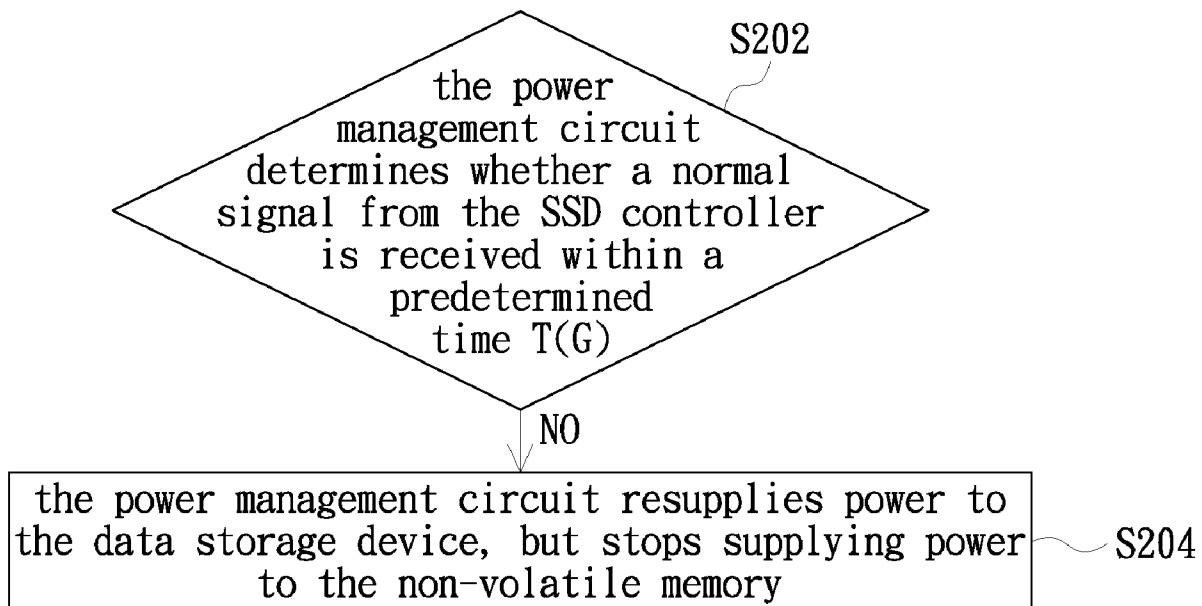 S202
the power
management circuit
determines whether a normal
signal from the SSD controller
is received within a
predetermined
time T(G)
NO
the power management circuit resupplies power to
the data storage device, but stops supplying power
to the non-volatile memory
S204